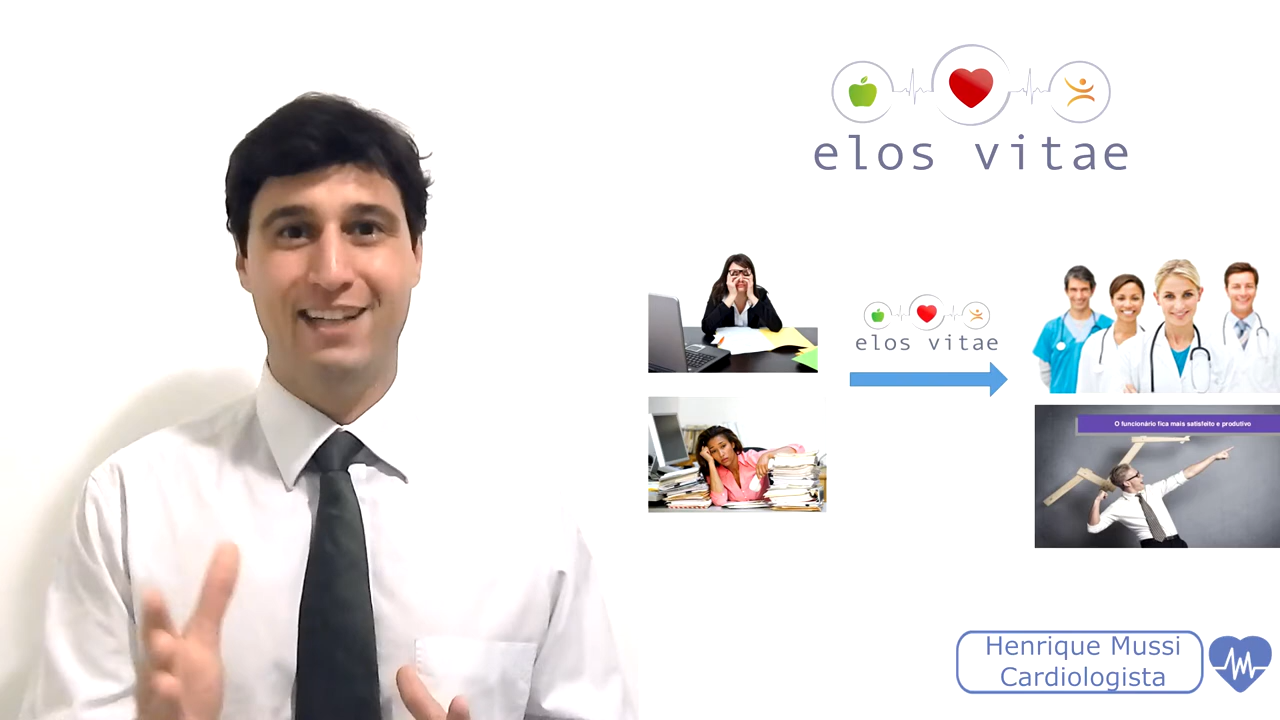 elos vitae
elos vitae
O funcionário fica mais satisfeito e produtivo
Henrique Mussi
Cardiologista